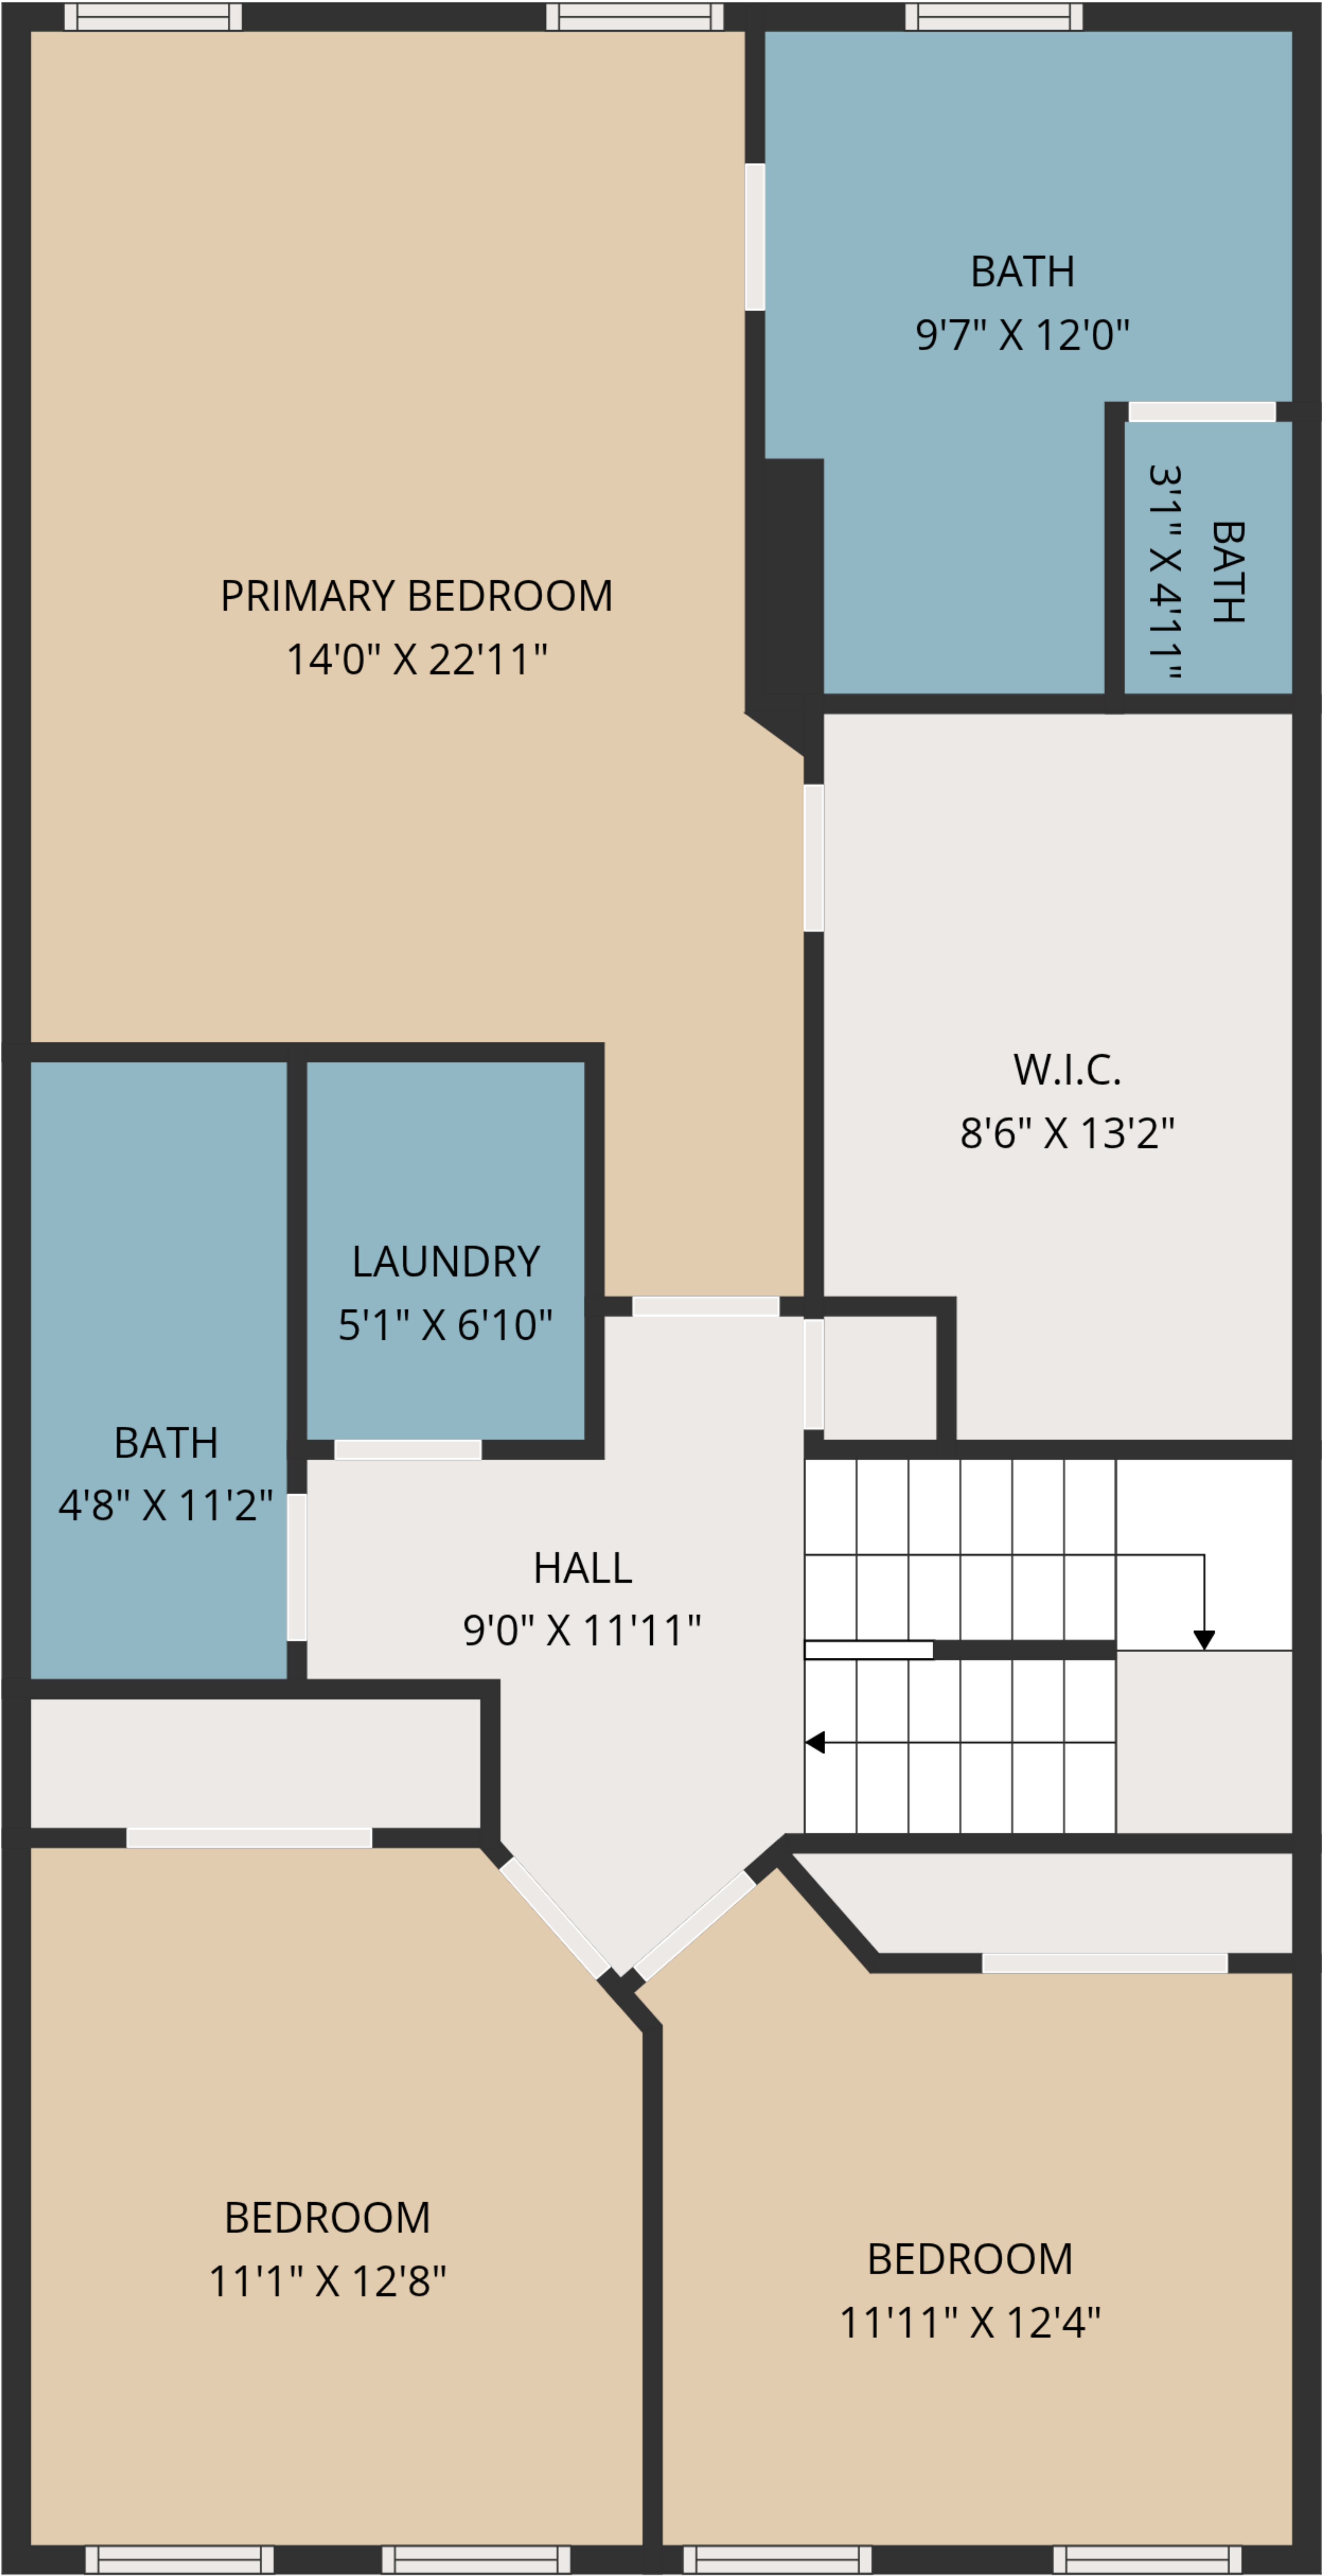 BATH
9'7" X 12'0"
BATH
3'1" X 4'11"
PRIMARY BEDROOM
14'0" X 22'11"
W.I.C.
8'6" X 13'2"
LAUNDRY
5'1" X 6'10"
BATH
4'8" X 11'2"
HALL
9'0" X 11'11"
BEDROOM
11'1" X 12'8"
BEDROOM
11'11" X 12'4"